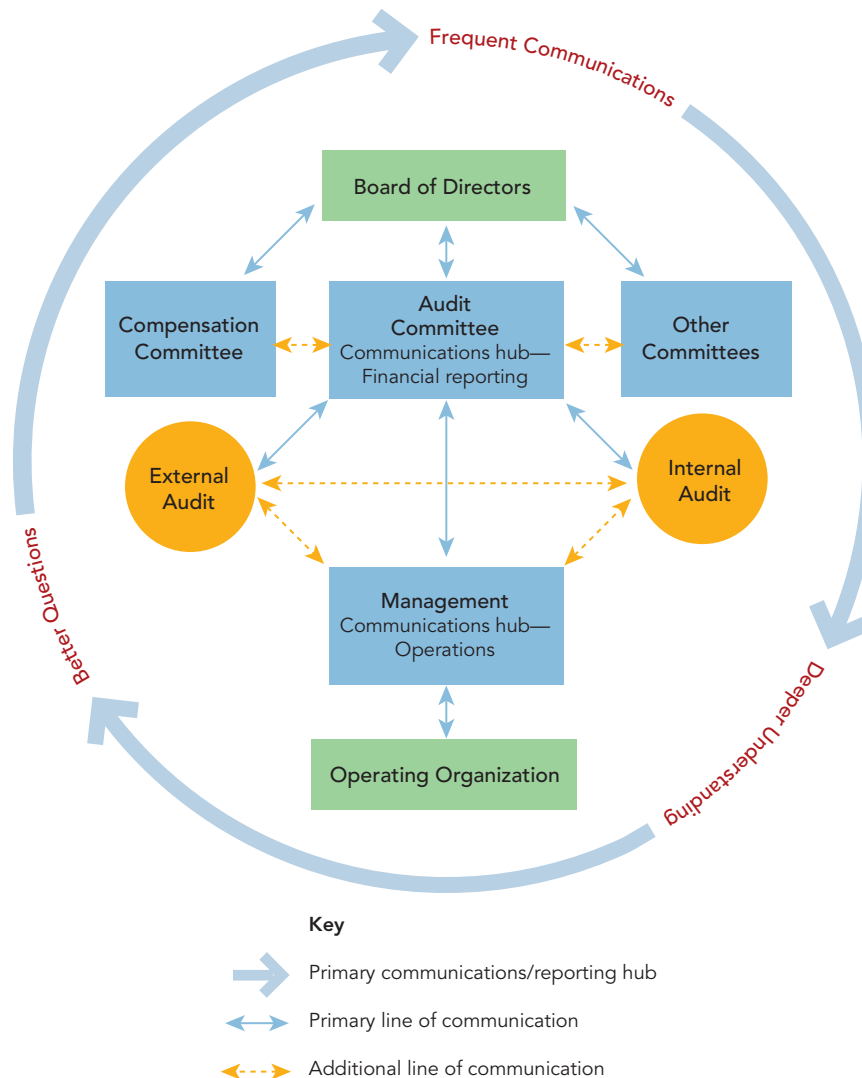 Frequent Communications
Board of Directors
Compensation
Committee
Audit
Committee
Communications hub—
Financial reporting
Other
Committees
External
Audit
Internal
Audit
Better Questions
Management
Communications hub—
Operations
Deeper Understanding
Operating Organization
Key
Primary communications/reporting hub
Primary line of communication
Additional line of communication